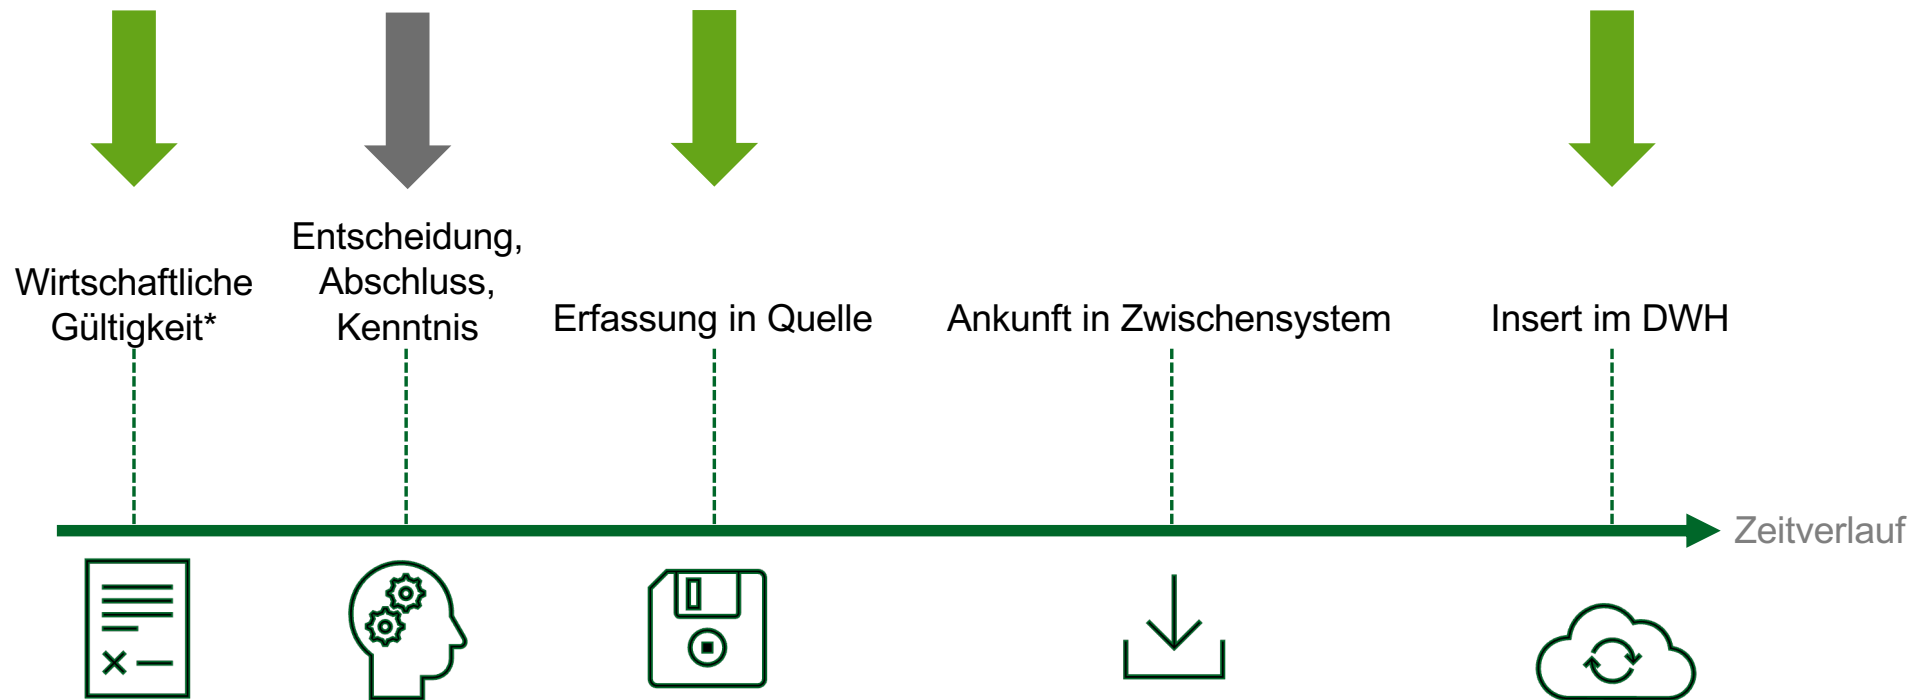 Wirtschaftliche
Gültigkeit*
Entscheidung,
Abschluss,
Kenntnis
Erfassung in Quelle
Ankunft in Zwischensystem
Insert im DWH
Zeitverlauf